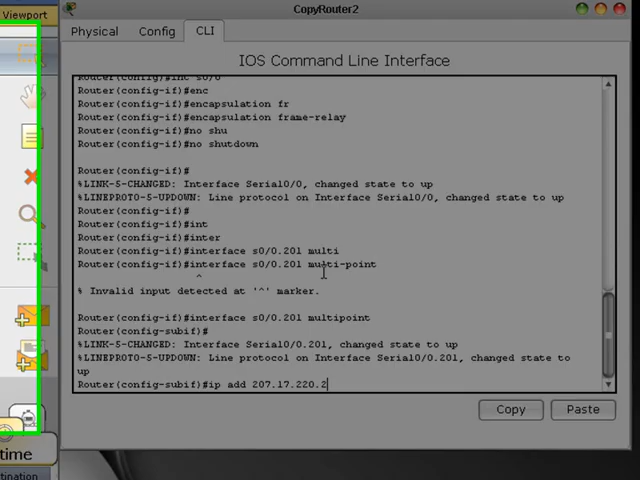 Viewport
CopyRouter2
Physical
Config
CLI
IOS Command Line Interface
Router(config)#int s0/0
Router(config-if)#enc
Router(config-if)#encapsulation fr
Router(config-if)#encapsulation frame-relay
Router(config-if)#no shu
Router(config-if)#no shutdown
Router(config-if)#
%LINK-5-CHANGED: Interface Serial0/0, changed state to up
%LINEPROTO-5-UPDOWN: Line protocol on Interface Serial0/0, changed state to up
Router(config-if)#
Router(config-if)#int
Router(config-if)#inter
Router(config-if)#interface s0/0.201 multi
Router(config-if)#interface s0/0.201 multi-point
^
% Invalid input detected at '^' marker.
Router(config-if)#interface s0/0.201 multipoint
Router(config-subif)#
%LINK-5-CHANGED: Interface Serial0/0.201, changed state to up
%LINEPROTO-5-UPDOWN: Line protocol on Interface Serial0/0.201, changed state to
up
Router(config-subif)#ip add 207.17.220.2
Copy
Paste
time
tination